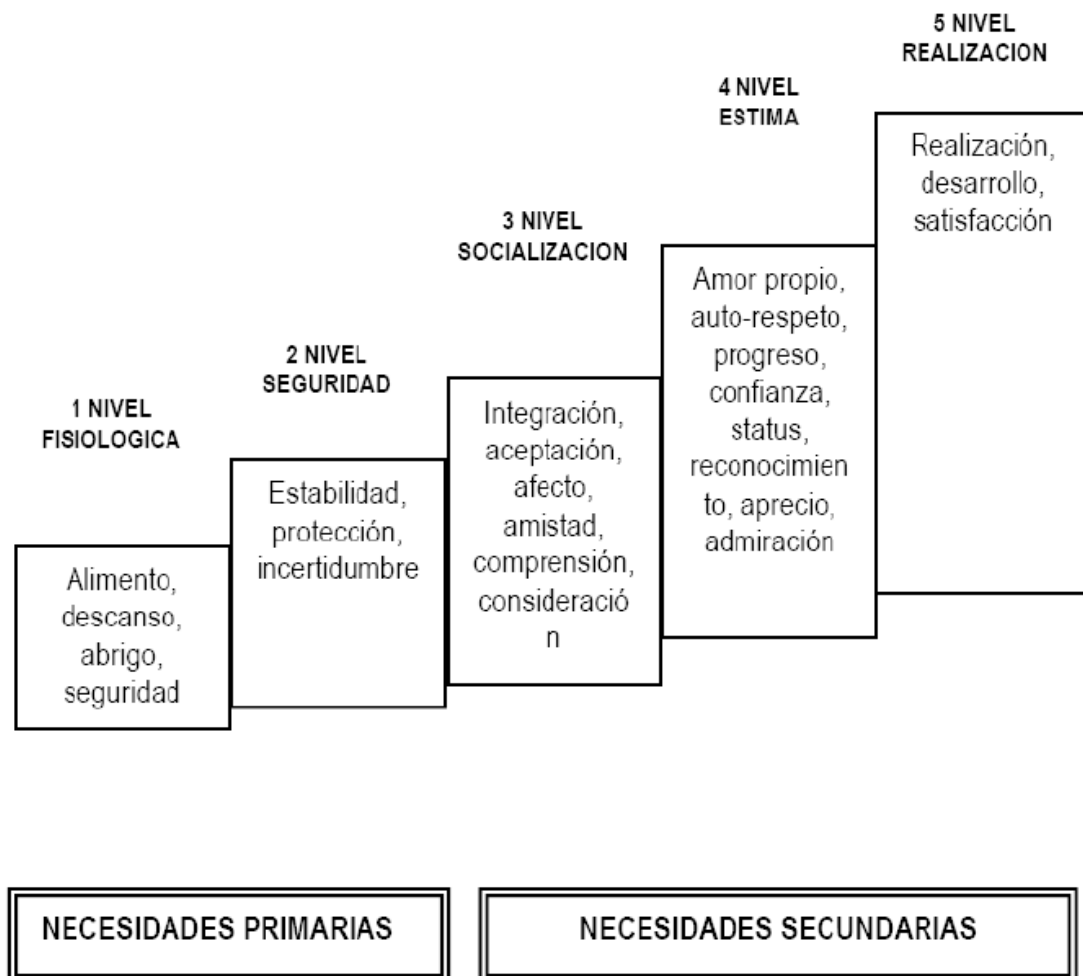 1 NIVEL
FISIOLOGICA
Alimento,
descanso,
abrigo,
seguridad
2 NIVEL
SEGURIDAD
Estabilidad,
protección,
incertidumbre
3 NIVEL
SOCIALIZACION
Integración,
aceptación,
afecto,
amistad,
comprensión,
consideració
n
4 NIVEL
ESTIMA
Amor propio,
auto-respeto,
progreso,
confianza,
status,
reconocimien
to, aprecio,
admiración
5 NIVEL
REALIZACION
Realización,
desarrollo,
satisfacción
NECESIDADES PRIMARIAS
NECESIDADES SECUNDARIAS